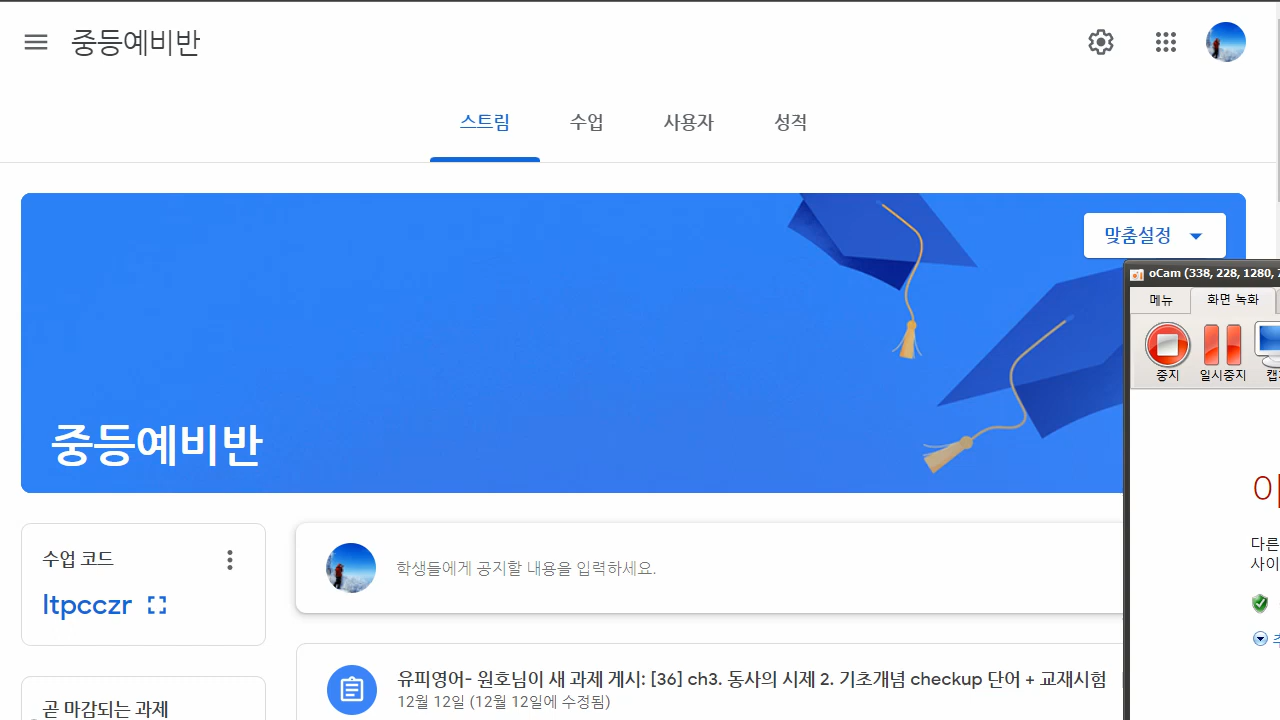 중등예비반
스트림
수업
사용자
성적
맞춤설정
중등예비반
oCam (338, 228, 1280,
메뉴
화면 녹화
중지
일시중지
수업 코드
ltpcczr
학생들에게 공지할 내용을 입력하세요.
다른
사이
유피영어- 원호님이 새 과제 게시: [36] ch3. 동사의 시제 2. 기초개념 checkup 단어 + 교재시험
12월 12일 (12월 12일에 수정됨)
곧 마감되는 과제